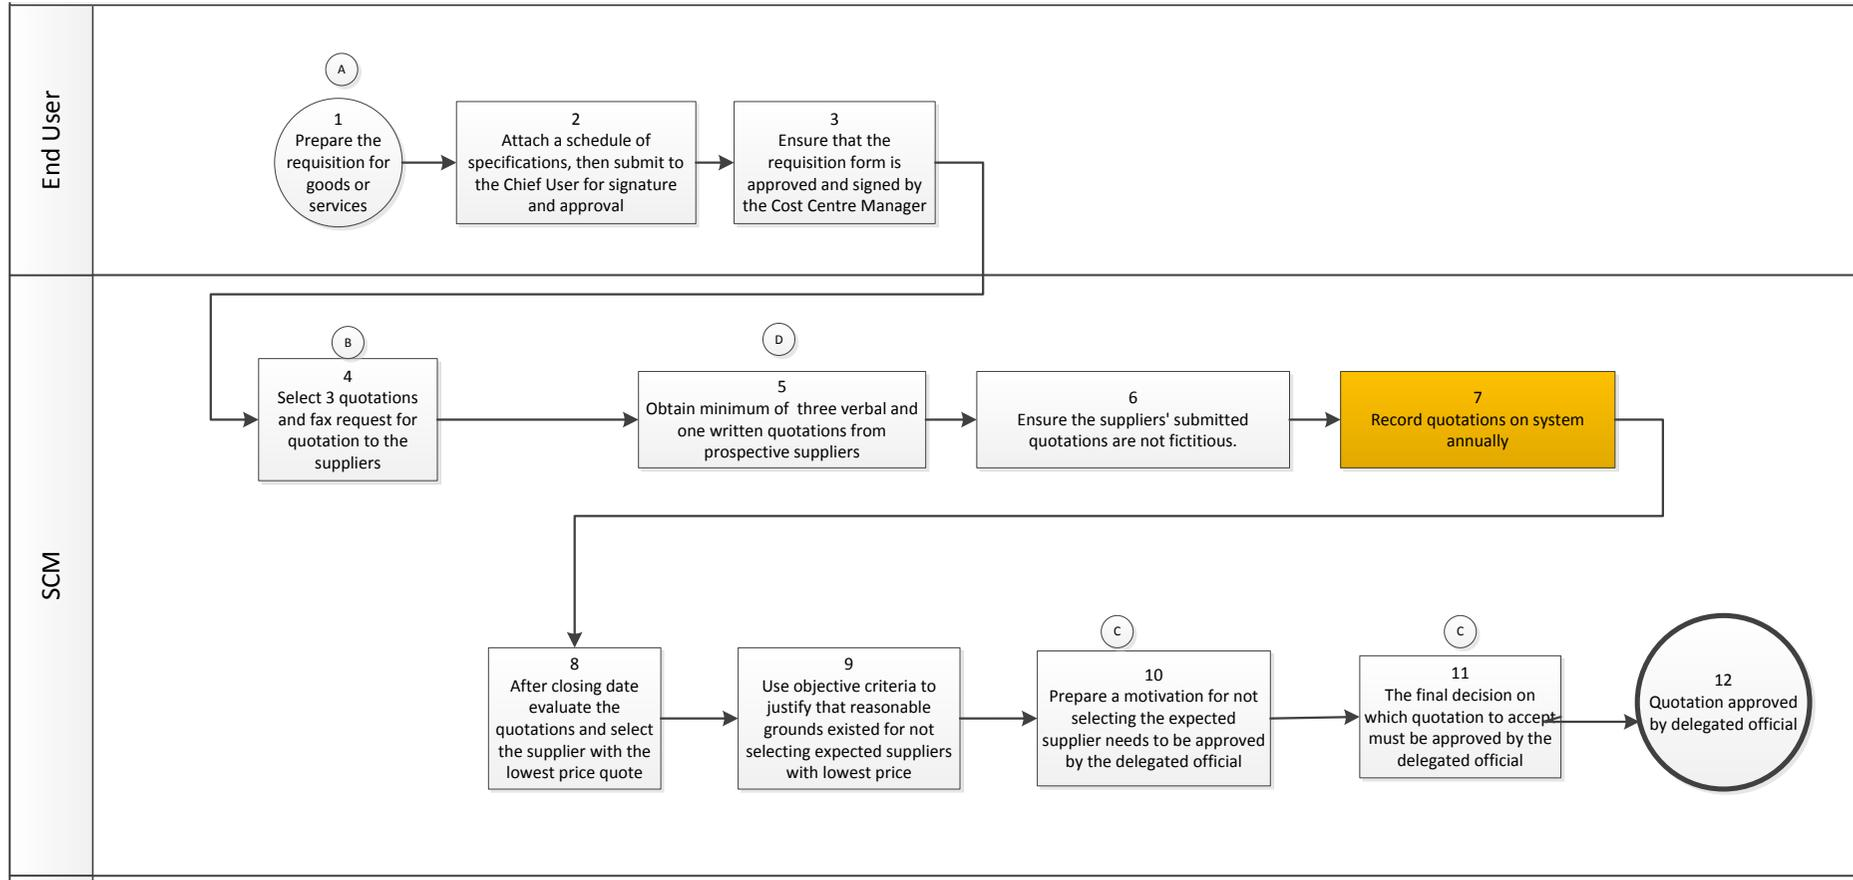 End User
A
1
Prepare the
requisition for
goods or
services
2
Attach a schedule of
specifications, then submit to
the Chief User for signature
and approval
3
Ensure that the
requisition form is
approved and signed by
the Cost Centre Manager
SCM
B
4
Select 3 quotations
and fax request for
quotation to the
suppliers
D
5
Obtain minimum of  three verbal and
one written quotations from
prospective suppliers
6
Ensure the suppliers' submitted
quotations are not fictitious.
7
Record quotations on system
annually
8
After closing date
evaluate the
quotations and select
the supplier with the
lowest price quote
9
Use objective criteria to
justify that reasonable
grounds existed for not
selecting expected suppliers
with lowest price
C
10
Prepare a motivation for not
selecting the expected
supplier needs to be approved
by the delegated official
C
11
The final decision on
which quotation to accept
must be approved by the
delegated official
12
Quotation approved
by delegated official